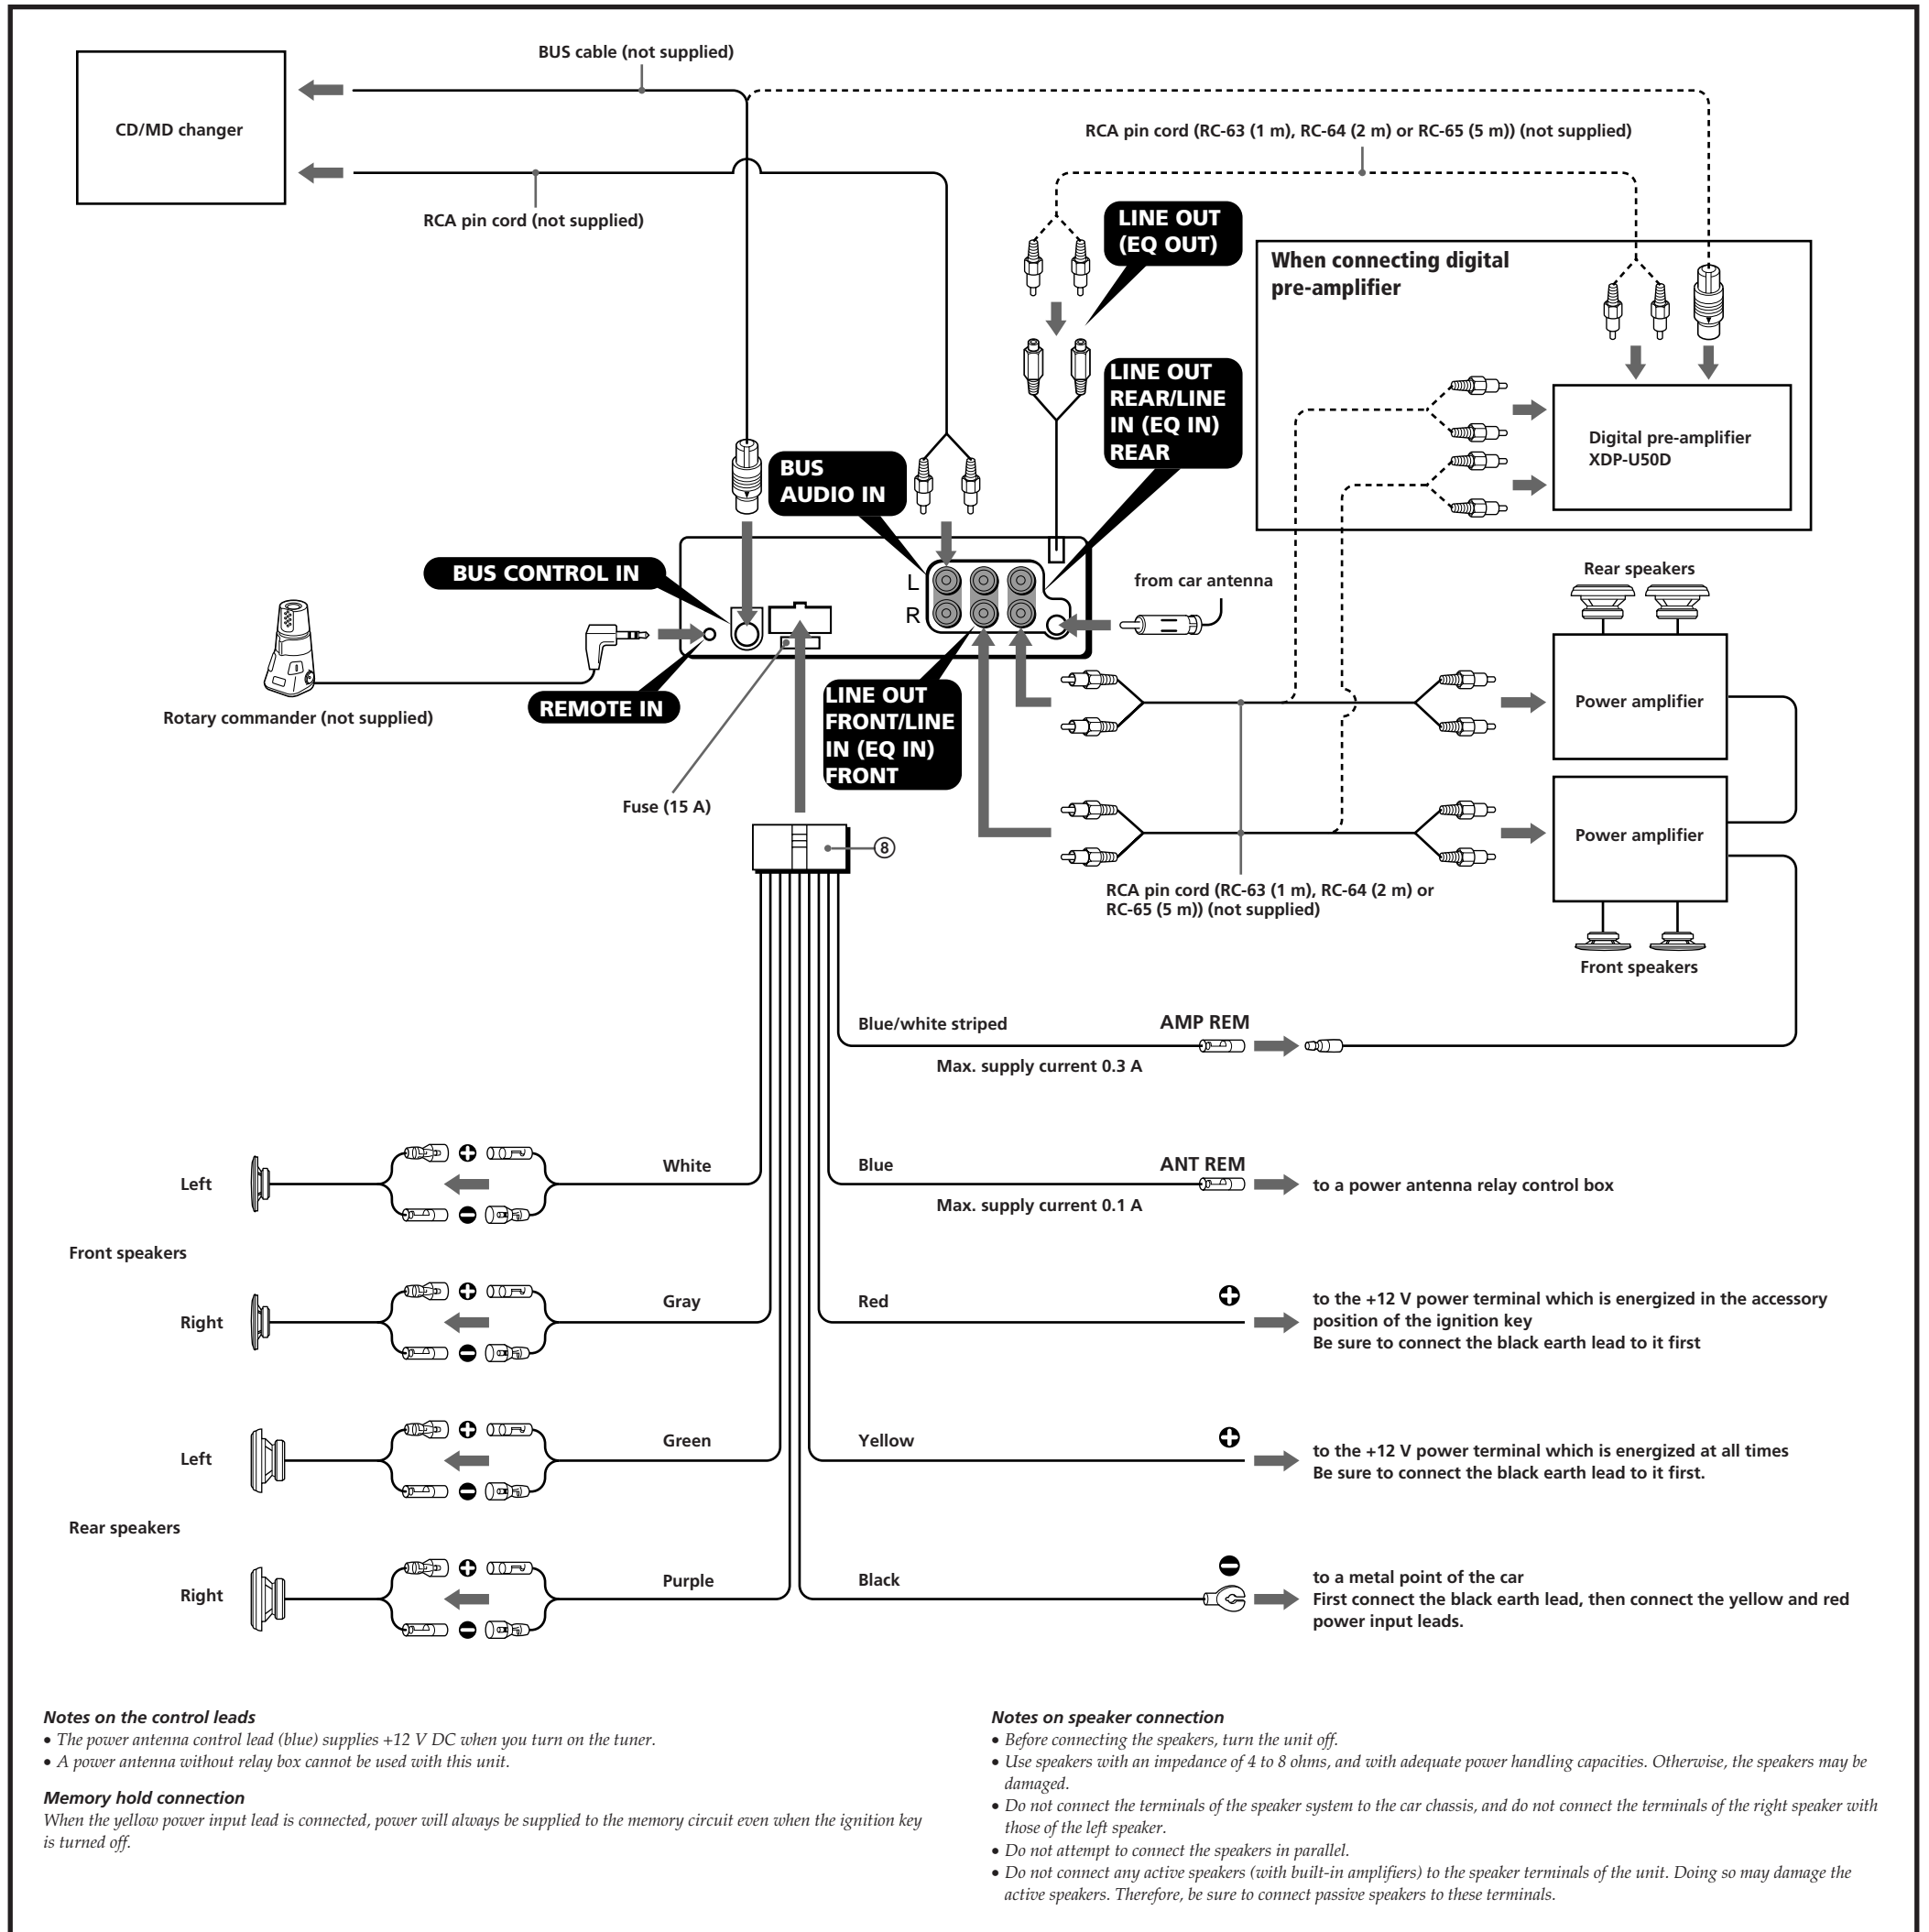 BUS cable (not supplied)
CD/MD changer
RCA pin cord (RC-63 (1 m), RC-64 (2 m) or RC-65 (5 m)) (not supplied)
RCA pin cord (not supplied)
LINE OUT
(EQ OUT)
When connecting digital
pre-amplifier
LINE OUT
REAR/LINE
IN (EQ IN)
REAR
Digital pre-amplifier
XDP-U50D
BUS
AUDIO IN
BUS CONTROL IN
L
R
from car antenna
Rear speakers
REMOTE IN
Rotary commander (not supplied)
LINE OUT
FRONT/LINE
IN (EQ IN)
FRONT
Power amplifier
Fuse (15 A)
Power amplifier
8
RCA pin cord (RC-63 (1 m), RC-64 (2 m) or
RC-65 (5 m)) (not supplied)
Front speakers
Blue/white striped
AMP REM
Max. supply current 0.3 A
Left
White
Blue
ANT REM
to a power antenna relay control box
Max. supply current 0.1 A
Front speakers
Right
Gray
Red
to the +12 V power terminal which is energized in the accessory
position of the ignition key
Be sure to connect the black earth lead to it first
Left
Green
Yellow
to the +12 V power terminal which is energized at all times
Be sure to connect the black earth lead to it first.
Rear speakers
Right
Purple
Black
to a metal point of the car
First connect the black earth lead, then connect the yellow and red
power input leads.
Notes on the control leads
• The power antenna control lead (blue) supplies +12 V DC when you turn on the tuner.
• A power antenna without relay box cannot be used with this unit.
Memory hold connection
When the yellow power input lead is connected, power will always be supplied to the memory circuit even when the ignition key
is turned off.
Notes on speaker connection
• Before connecting the speakers, turn the unit off.
• Use speakers with an impedance of 4 to 8 ohms, and with adequate power handling capacities. Otherwise, the speakers may be
damaged.
• Do not connect the terminals of the speaker system to the car chassis, and do not connect the terminals of the right speaker with
those of the left speaker.
• Do not attempt to connect the speakers in parallel.
• Do not connect any active speakers (with built-in amplifiers) to the speaker terminals of the unit. Doing so may damage the
active speakers. Therefore, be sure to connect passive speakers to these terminals.